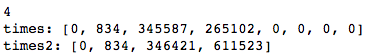 4
times: [0, 834, 345587, 265102, 0, 0, 0, 0]
times2: [0, 834, 346421, 611523]